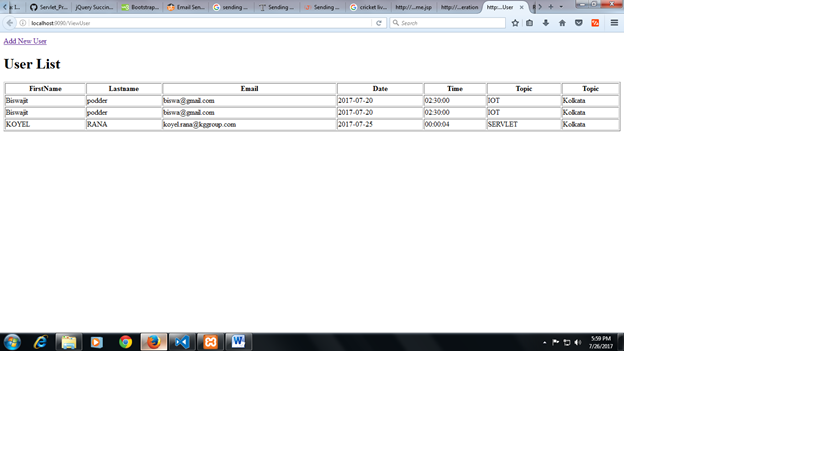 Servlet_Pr...
jQuery Succin...
Bootstrap...
Email Sen...
sending ...
Sending ...
Sending ...
cricket liv...
http://...me.jsp
http://...eration
http:...User
localhost:9090/ViewUser
Search
Add New User
User List
FirstName Lastname Email Date Time Topic Topic
Biswajit podder biswa@gmail.com 2017-07-20 02:30:00 IOT Kolkata
Biswajit podder biswa@gmail.com 2017-07-20 02:30:00 IOT Kolkata
KOYEL RANA koyel.rana@kggroup.com 2017-07-25 00:00:04 SERVLET Kolkata
5:59 PM
7/26/2017